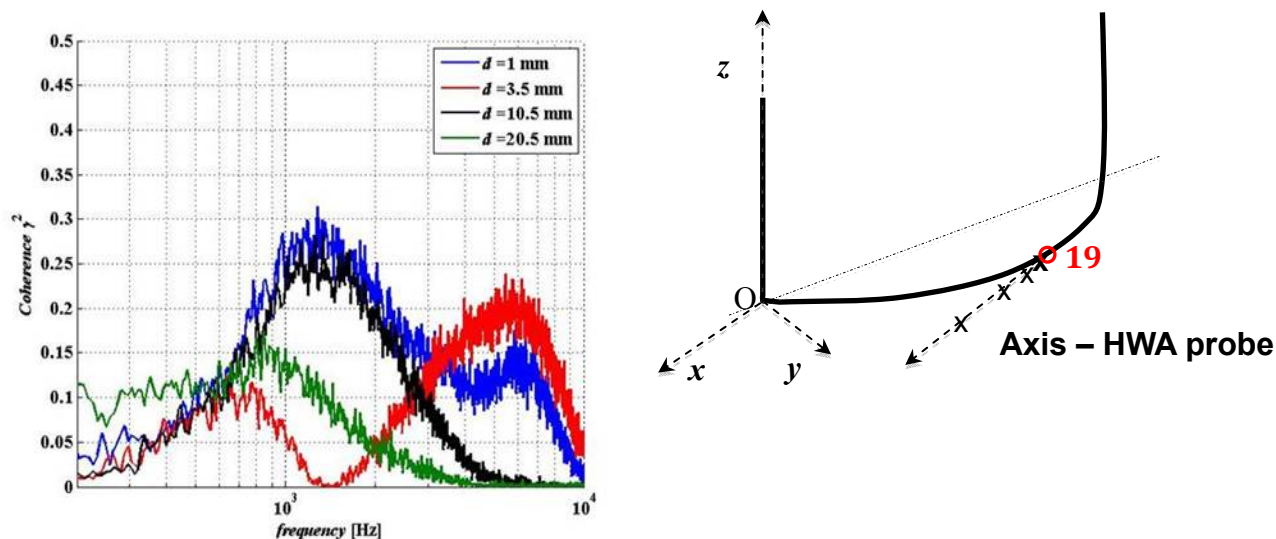 0.5
0.45
0.4
0.35
0.3
0.25
0.2
0.15
0.1
0.05
0
Coherence γ²
10³
10⁴
frequency [Hz]
d =1 mm
d =3.5 mm
d =10.5 mm
d =20.5 mm
z
O
x
y
19
x
x
x
x
Axis – HWA probe